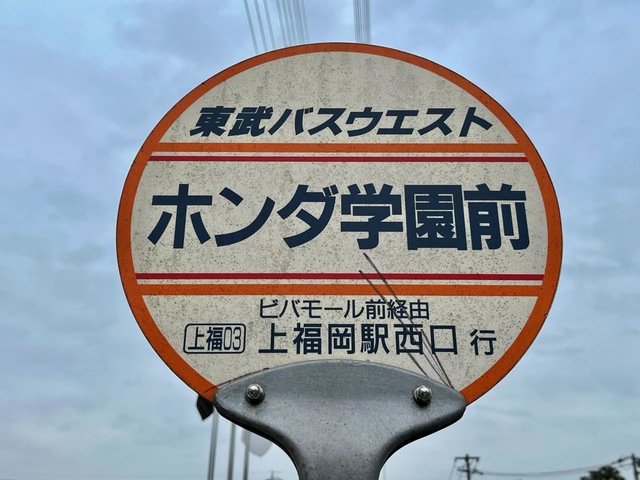 東武バスウエスト
ホンダ学園前
ビバモール前経由
上福03 上福岡駅西口 行